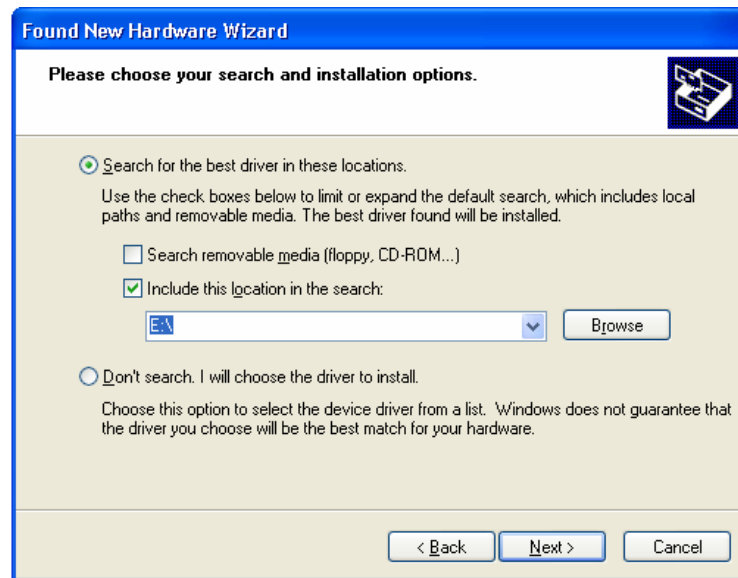 Found New Hardware Wizard
Please choose your search and installation options.
Search for the best driver in these locations.
Use the check boxes below to limit or expand the default search, which includes local
paths and removable media. The best driver found will be installed.
Search removable media (floppy, CD-ROM...)
Include this location in the search:
E:\
Browse
Don't search. I will choose the driver to install.
Choose this option to select the device driver from a list. Windows does not guarantee that
the driver you choose will be the best match for your hardware.
< Back Next > Cancel